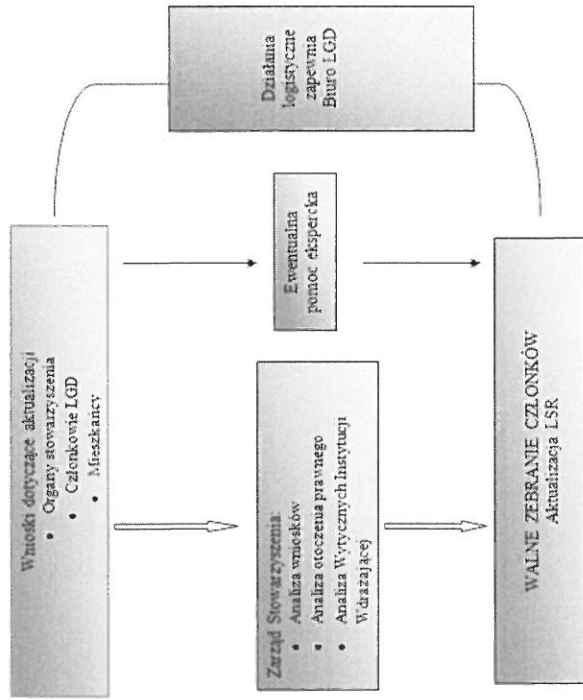 Wnioski dotyczące aktualizacji
• Organy stowarzyszenia
• Członkowie LGD
• Mieszkańcy
Zarząd Stowarzyszenia:
• Analiza wniosków
• Analiza otoczenia prawnego
• Analiza Wytycznych Instytucji
Wdrażającej
Ewentualna
pomoc ekspercka
Działania
logistyczne
zapewnia
Biuro LGD
WALNE ZEBRANIE CZŁONKÓW
Aktualizacja LSR